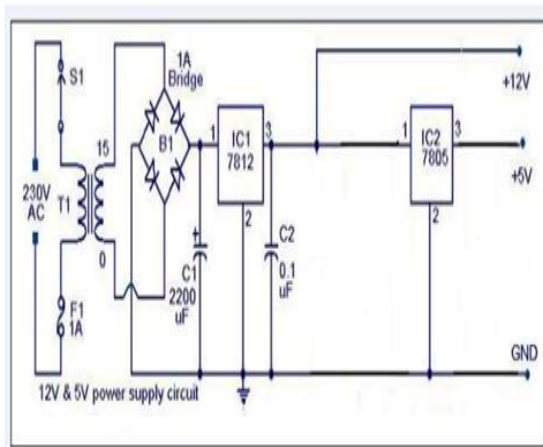 S1
230V
AC
T1
15
0
F1
1A
1A
Bridge
B1
+
C1
2200
uF
1
IC1
7812
3
2
C2
0.1
uF
1
IC2
7805
3
2
+12V
+5V
GND
12V & 5V power supply circuit